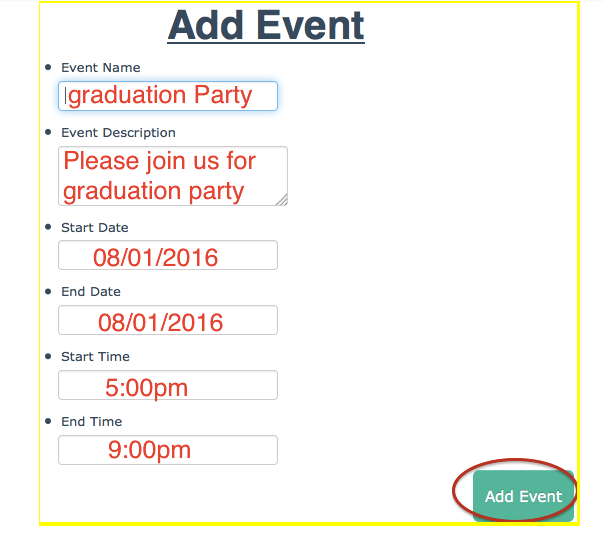 Add Event
Event Name
graduation Party
Event Description
Please join us for
graduation party
Start Date
08/01/2016
End Date
08/01/2016
Start Time
5:00pm
End Time
9:00pm
Add Event